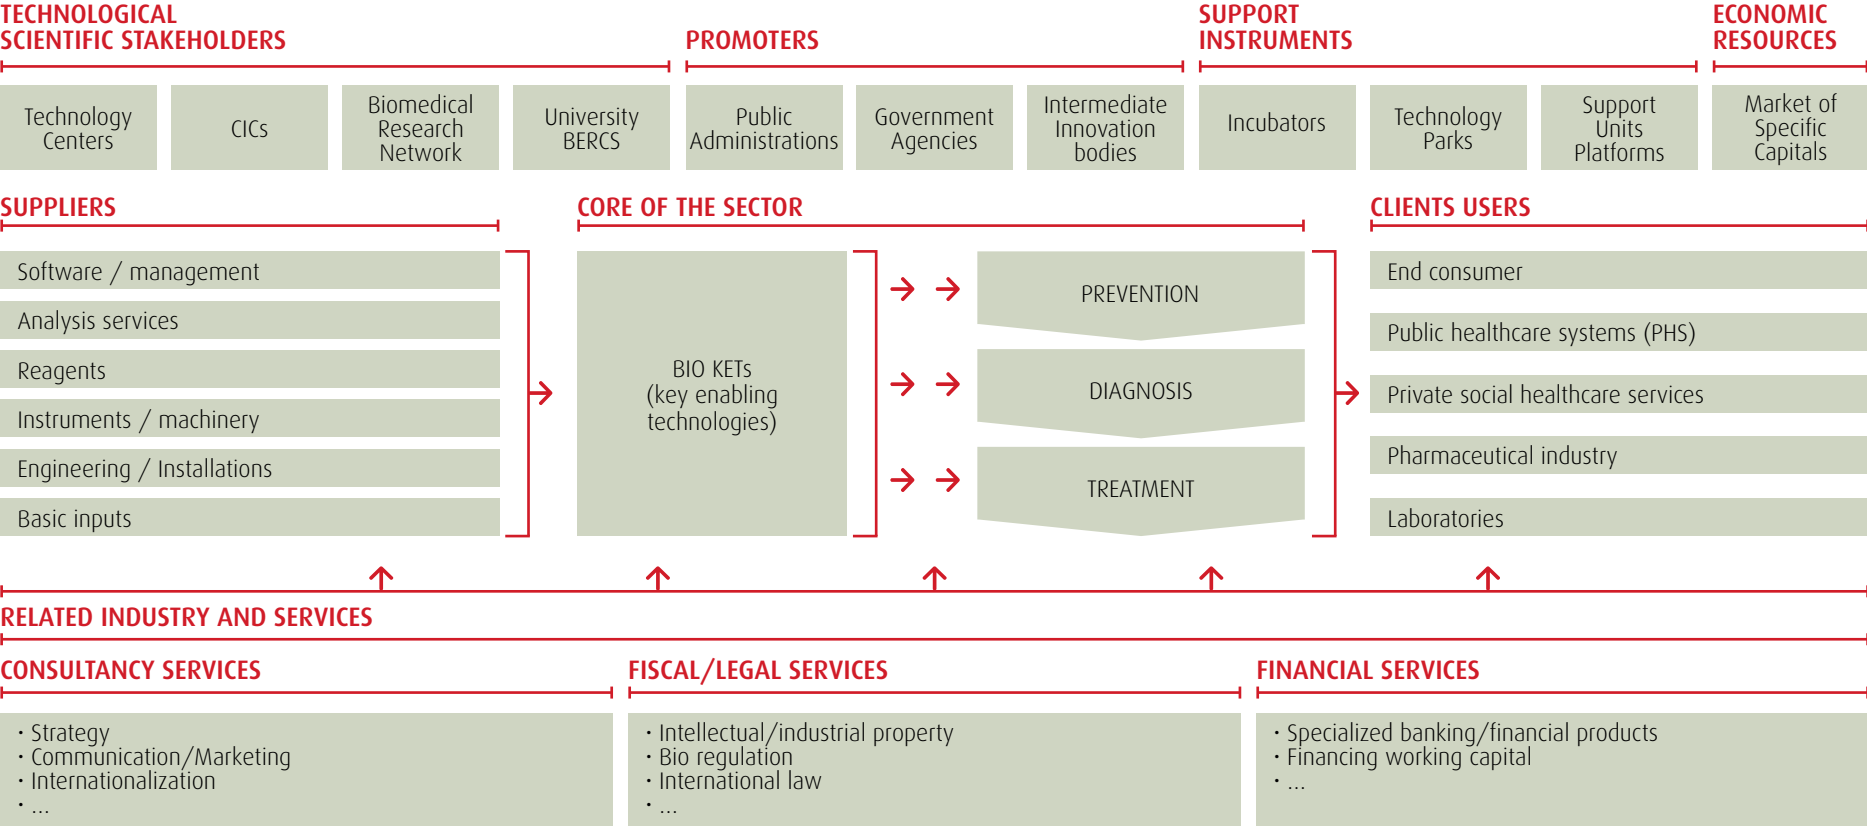 TECHNOLOGICAL
SCIENTIFIC STAKEHOLDERS
PROMOTERS
SUPPORT
INSTRUMENTS
ECONOMIC
RESOURCES
Technology
Centers
CICs
Biomedical
Research
Network
University
BERCS
Public
Administrations
Government
Agencies
Intermediate
Innovation
bodies
Incubators
Technology
Parks
Support
Units
Platforms
Market of
Specific
Capitals
SUPPLIERS
Software / management
Analysis services
Reagents
Instruments / machinery
Engineering / Installations
Basic inputs
CORE OF THE SECTOR
BIO KETs
(key enabling
technologies)
PREVENTION
DIAGNOSIS
TREATMENT
CLIENTS USERS
End consumer
Public healthcare systems (PHS)
Private social healthcare services
Pharmaceutical industry
Laboratories
RELATED INDUSTRY AND SERVICES
CONSULTANCY SERVICES
· Strategy
· Communication/Marketing
· Internationalization
· ...
FISCAL/LEGAL SERVICES
· Intellectual/industrial property
· Bio regulation
· International law
· ...
FINANCIAL SERVICES
· Specialized banking/financial products
· Financing working capital
· ...